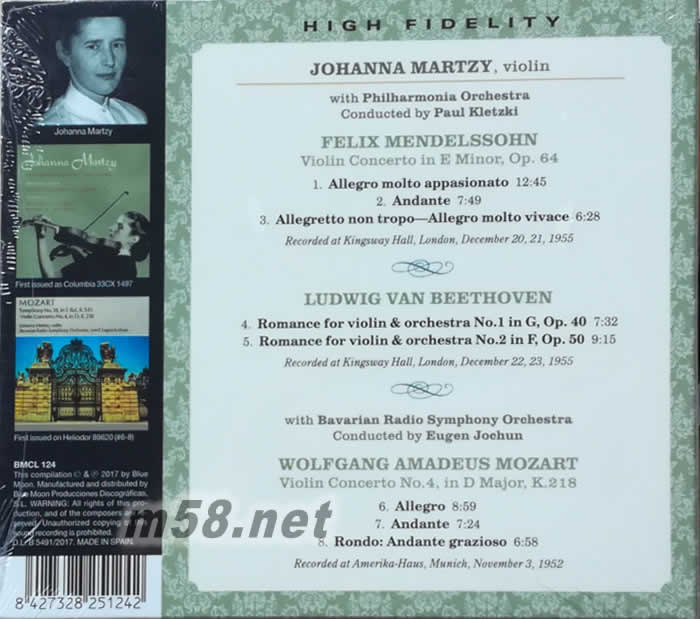 HIGH FIDELITY
JOHANNA MARTZY, violin
with Philharmonia Orchestra
Conducted by Paul Kletzki
FELIX MENDELSSOHN
Violin Concerto in E Minor, Op. 64
1. Allegro molto appasionato 12:45
2. Andante 7:49
3. Allegretto non tropo—Allegro molto vivace 6:28
Recorded at Kingsway Hall, London, December 20, 21, 1955
LUDWIG VAN BEETHOVEN
4. Romance for violin & orchestra No.1 in G, Op. 40 7:32
5. Romance for violin & orchestra No.2 in F, Op. 50 9:15
Recorded at Kingsway Hall, London, December 22, 23, 1955
with Bavarian Radio Symphony Orchestra
Conducted by Eugen Jochun
WOLFGANG AMADEUS MOZART
Violin Concerto No.4, in D Major, K.218
6. Allegro 8:59
7. Andante 7:24
8. Rondo: Andante grazioso 6:58
Recorded at Amerika-Haus, Munich, November 3, 1952
Johanna Martzy
Johanna Martzy
First issued as Columbia 33CX 1497
MOZART
First issued on Heliodor 89620 (#6-8)
BMCL 124
This compilation © & ℗ 2017 by Blue
Moon. Manufactured and distributed by
Blue Moon Producciones Discográficas,
S.L. WARNING: All rights of this produc-
tion, and of the composers are
served. Unauthorized copying
sound recording is prohibited.
D.L. B 5491/2017. MADE IN SPAIN.
8 427328 251242
m58.net